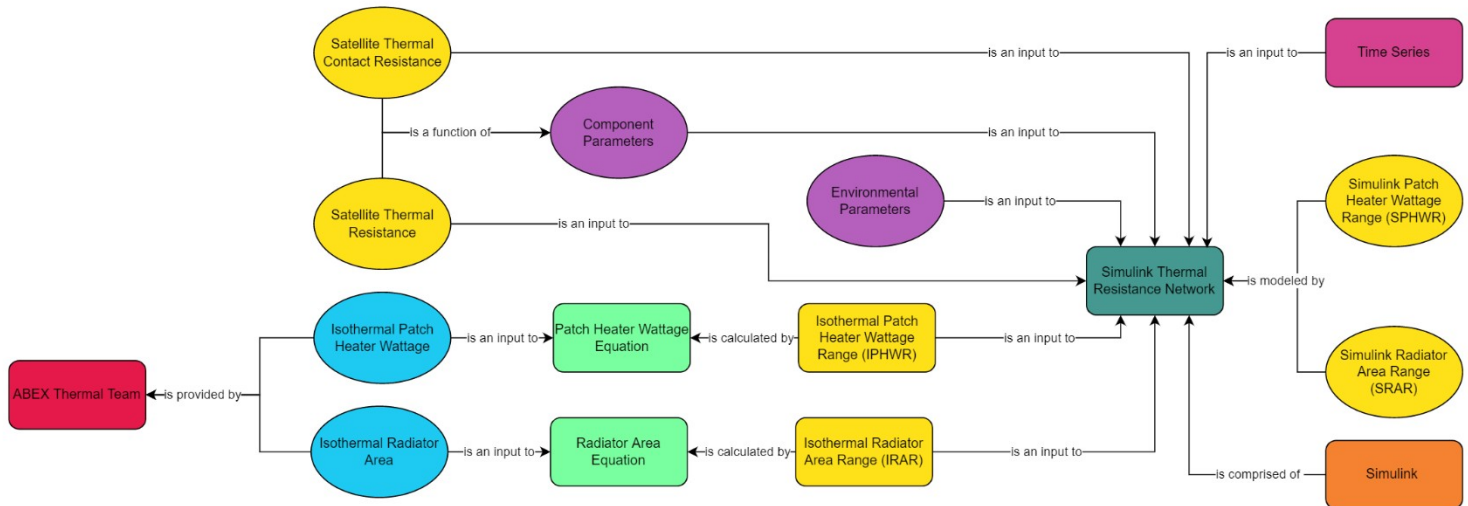 Satellite Thermal
Contact Resistance
is an input to
is an input to
Time Series
is a function of
Component
Parameters
is an input to
Satellite Thermal
Resistance
is an input to
Environmental
Parameters
is an input to
Simulink Patch
Heater Wattage
Range (SPHWR)
Simulink Thermal
Resistance Network
is modeled by
Isothermal Patch
Heater Wattage
is an input to
Patch Heater Wattage
Equation
is calculated by
Isothermal Patch
Heater Wattage
Range (IPHWR)
is an input to
Simulink Radiator
Area Range
(SRAR)
ABEX Thermal Team
is provided by
Isothermal Radiator
Area
is an input to
Radiator Area
Equation
is calculated by
Isothermal Radiator
Area Range (IRAR)
is an input to
is comprised of
Simulink